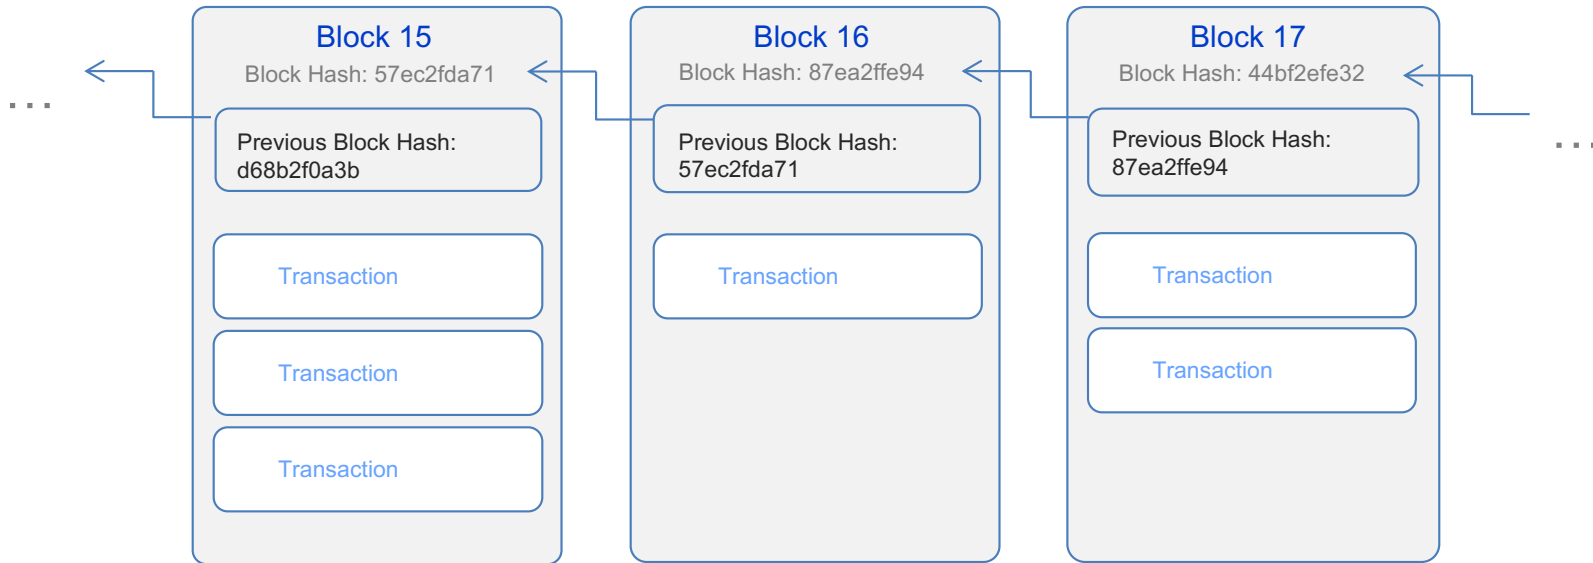 ...
Block 15
Block Hash: 57ec2fda71
Previous Block Hash:
d68b2f0a3b
Transaction
Transaction
Transaction
Block 16
Block Hash: 87ea2ffe94
Previous Block Hash:
57ec2fda71
Transaction
Block 17
Block Hash: 44bf2efe32
Previous Block Hash:
87ea2ffe94
Transaction
Transaction
...